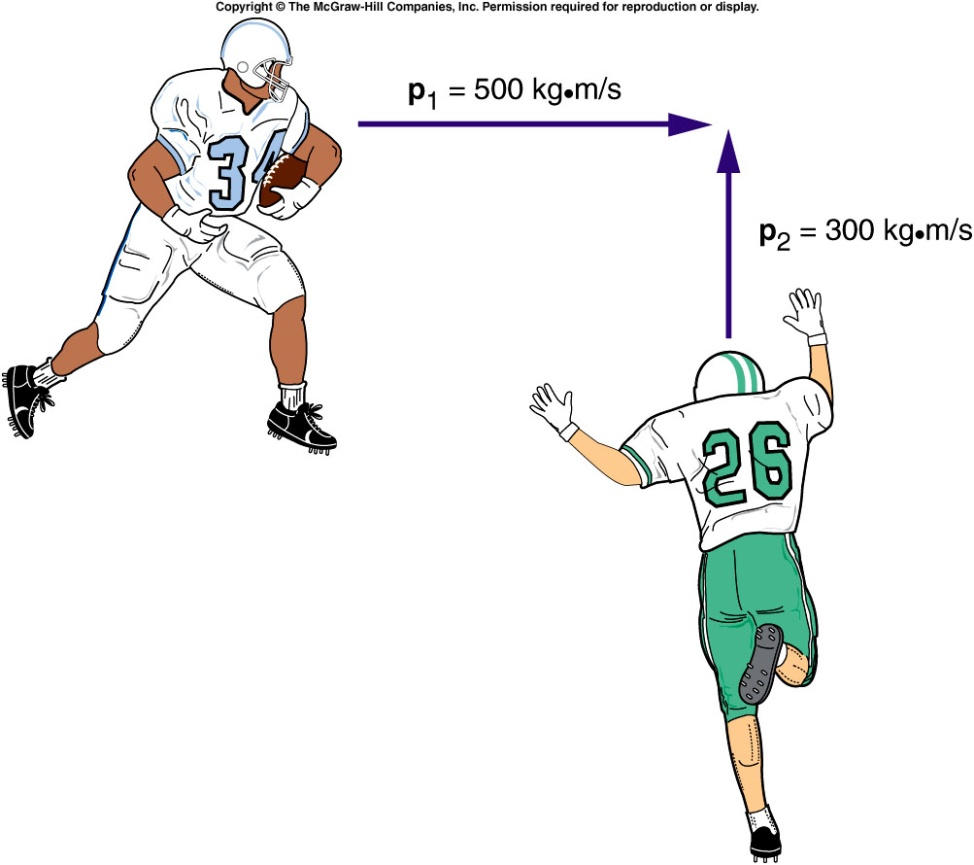 Copyright © The McGraw-Hill Companies, Inc. Permission required for reproduction or display.
p₁ = 500 kg•m/s
34
p₂ = 300 kg•m/s
26